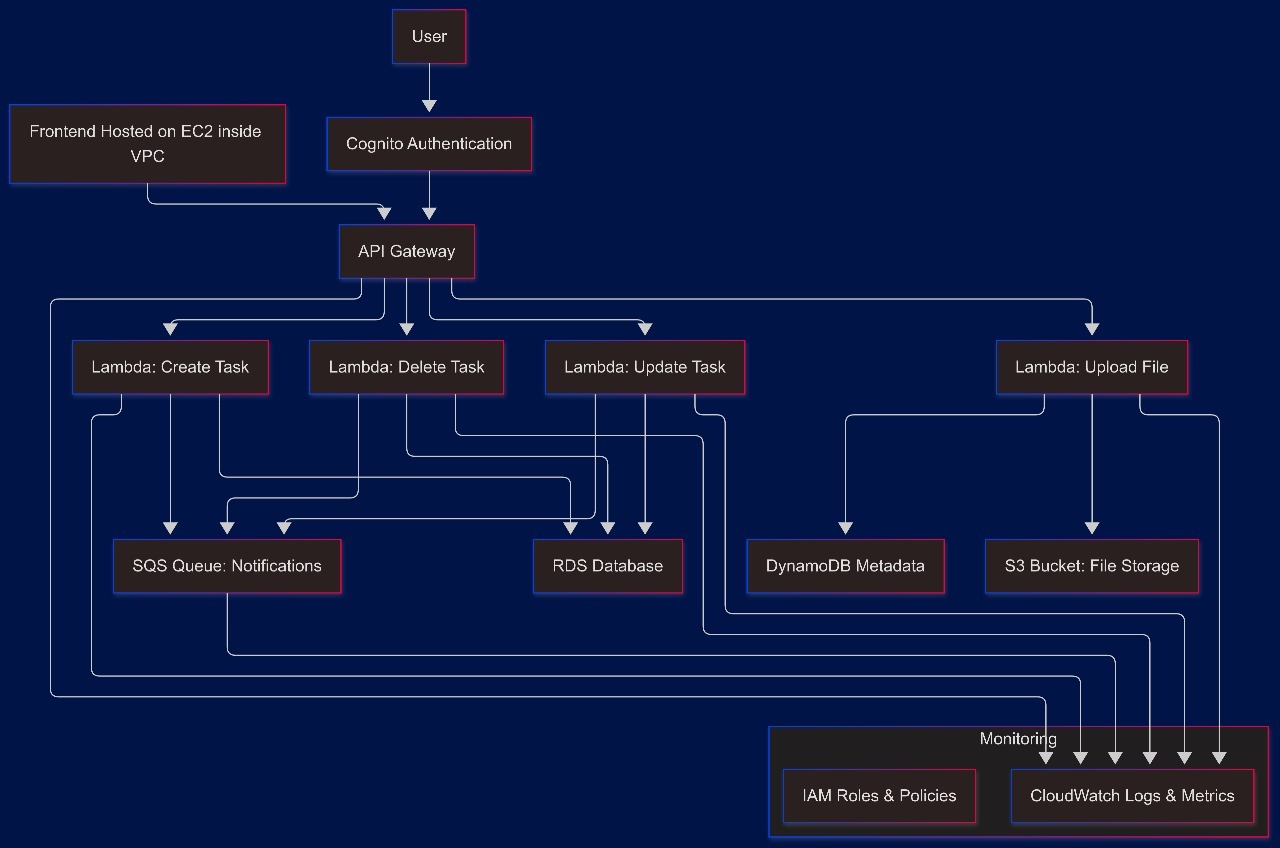 User
Frontend Hosted on EC2 inside
VPC
Cognito Authentication
API Gateway
Lambda: Create Task
Lambda: Delete Task
Lambda: Update Task
Lambda: Upload File
SQS Queue: Notifications
RDS Database
DynamoDB Metadata
S3 Bucket: File Storage
Monitoring
IAM Roles & Policies
CloudWatch Logs & Metrics